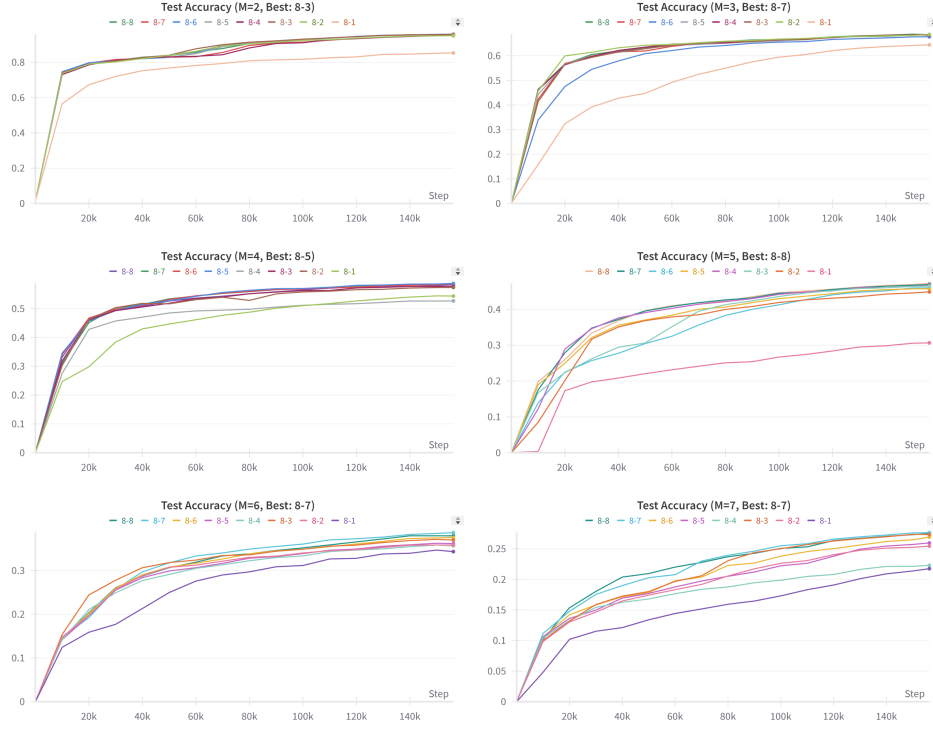 Test Accuracy (M=2, Best: 8-3)
8-8 8-7 8-6 8-5 8-4 8-3 8-2 8-1
0.8
0.6
0.4
0.2
0
20k 40k 60k 80k 100k 120k 140k
Step
Test Accuracy (M=3, Best: 8-7)
8-8 8-7 8-6 8-5 8-4 8-3 8-2 8-1
0.6
0.5
0.4
0.3
0.2
0.1
0
20k 40k 60k 80k 100k 120k 140k
Step
Test Accuracy (M=4, Best: 8-5)
8-8 8-7 8-6 8-5 8-4 8-3 8-2 8-1
0.5
0.4
0.3
0.2
0.1
0
20k 40k 60k 80k 100k 120k 140k
Step
Test Accuracy (M=5, Best: 8-8)
8-8 8-7 8-6 8-5 8-4 8-3 8-2 8-1
0.4
0.3
0.2
0.1
0
20k 40k 60k 80k 100k 120k 140k
Step
Test Accuracy (M=6, Best: 8-7)
8-8 8-7 8-6 8-5 8-4 8-3 8-2 8-1
0.3
0.2
0.1
0
20k 40k 60k 80k 100k 120k 140k
Step
Test Accuracy (M=7, Best: 8-7)
8-8 8-7 8-6 8-5 8-4 8-3 8-2 8-1
0.25
0.2
0.15
0.1
0.05
0
20k 40k 60k 80k 100k 120k 140k
Step